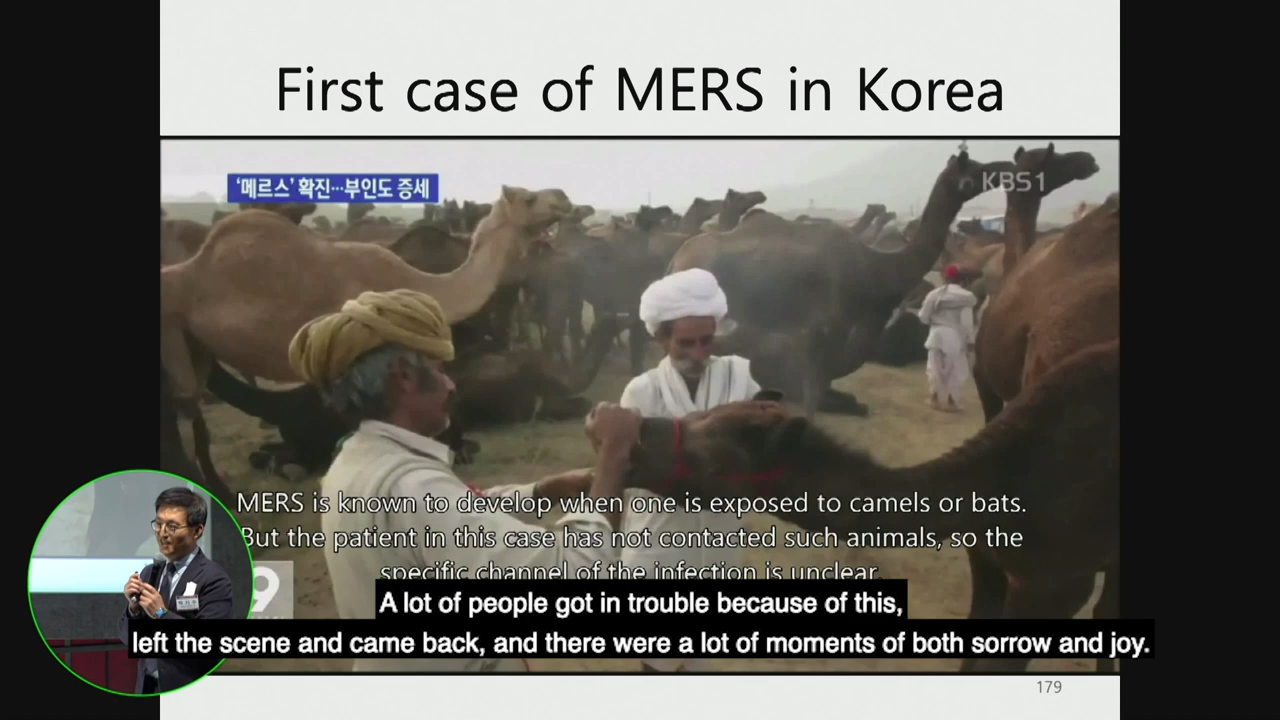 First case of MERS in Korea
‘메르스’ 확진…부인도 증세
KBS1
MERS is known to develop when one is exposed to camels or bats.
But the patient in this case has not contacted such animals, so the
specific channel of the infection is unclear.
9
A lot of people got in trouble because of this,
left the scene and came back, and there were a lot of moments of both sorrow and joy.
179